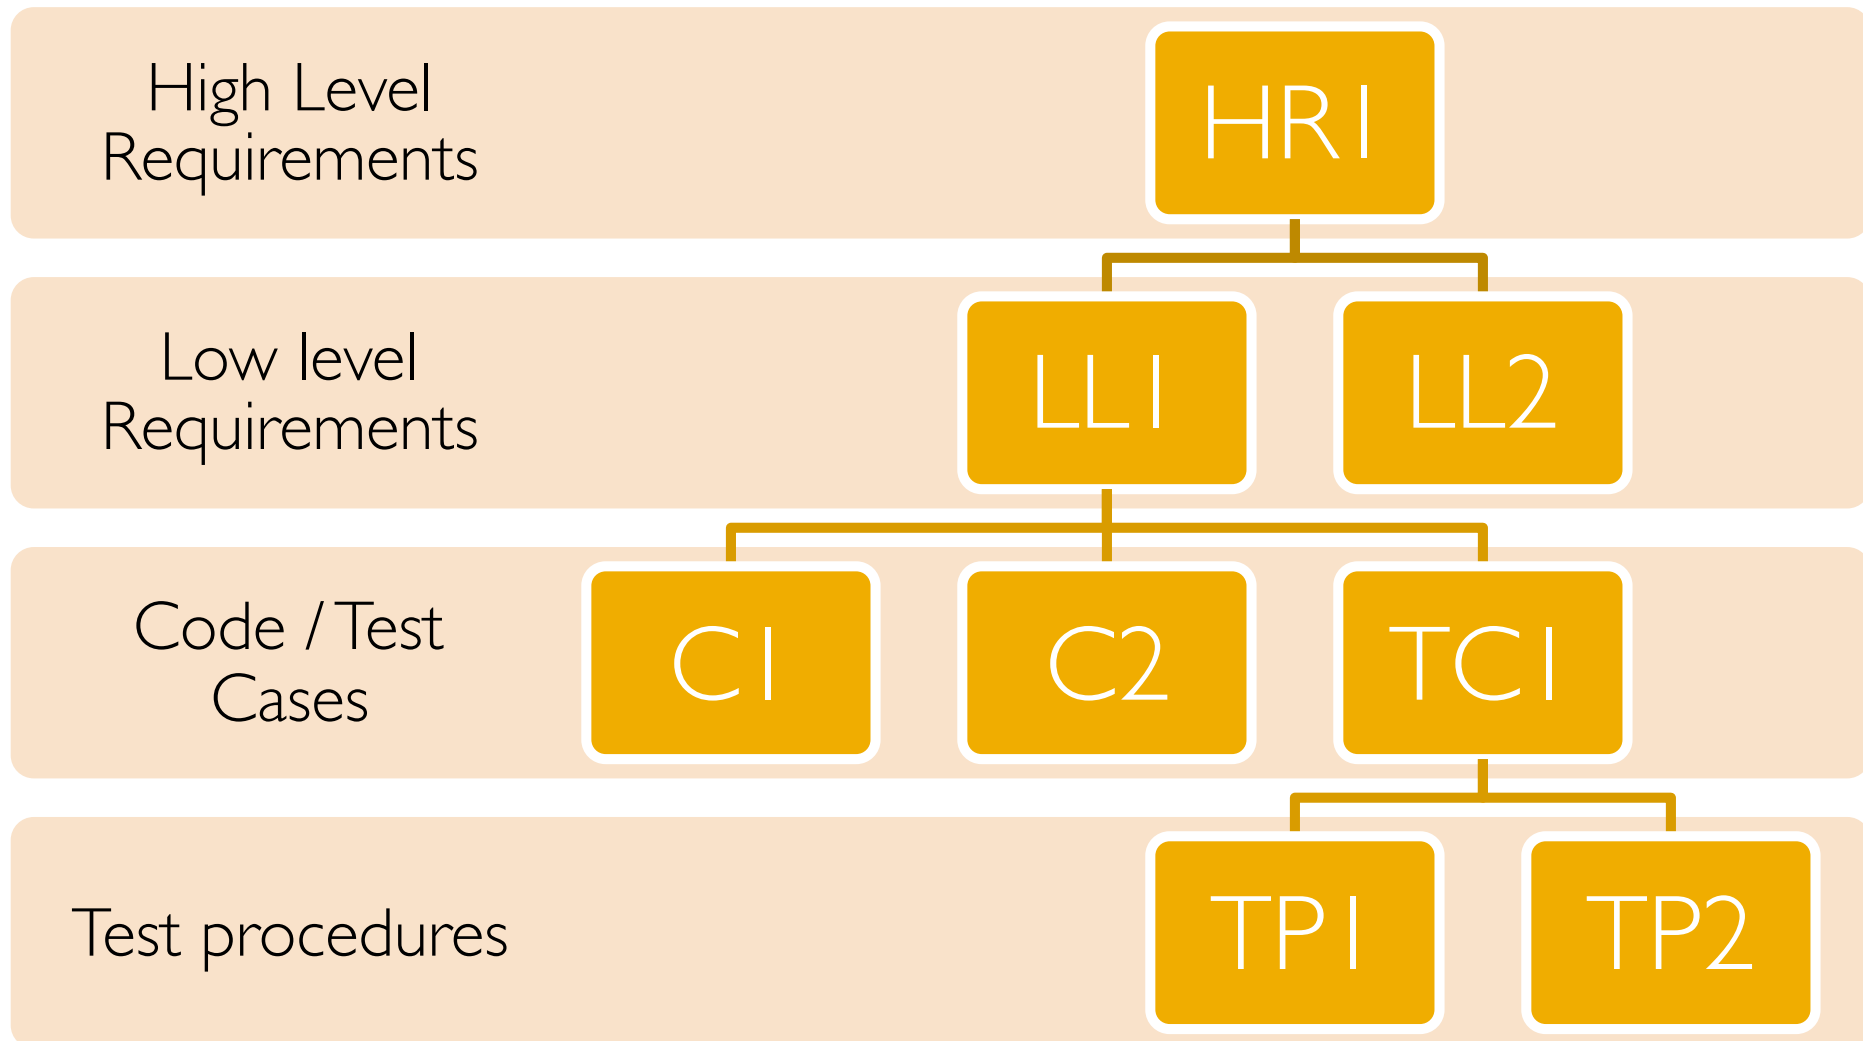 High Level
Requirements
HR1
Low level
Requirements
LL1
LL2
Code / Test
Cases
C1
C2
TC1
Test procedures
TP1
TP2